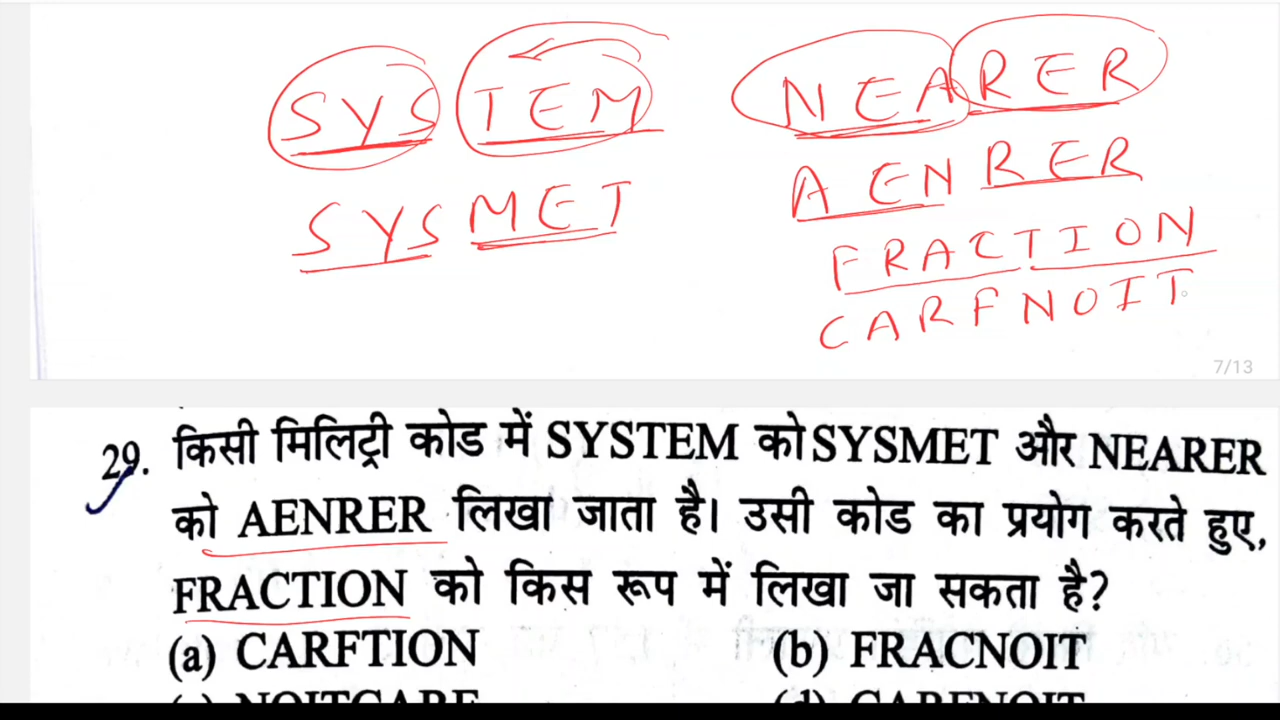 SYSTEM NEARER
SYSMET AENRER
FRACTION
CARFNOIT
7/13
29. किसी मिलिट्री कोड में SYSTEM को SYSMET और NEARER
को AENRER लिखा जाता है। उसी कोड का प्रयोग करते हुए,
FRACTION को किस रूप में लिखा जा सकता है?
(a) CARFTION (b) FRACNOIT